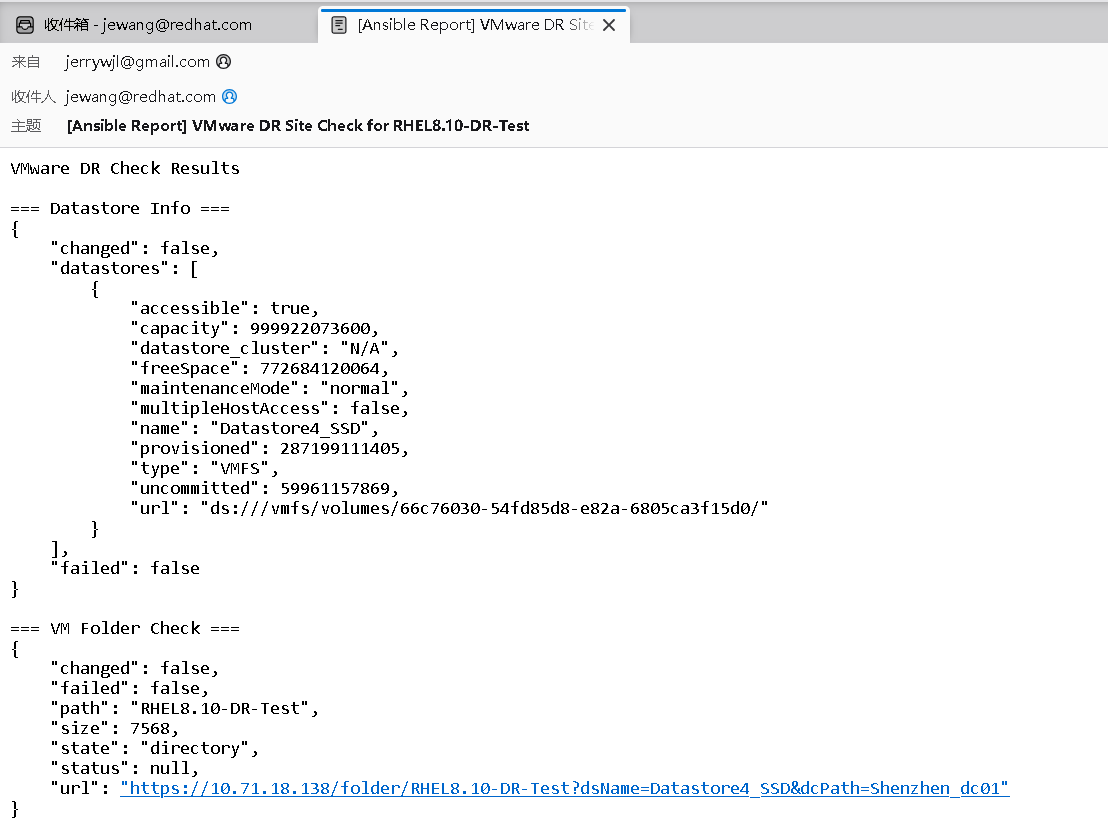 收件箱 - jewang@redhat.com
[Ansible Report] VMware DR Site
来自 jerrywjl@gmail.com
收件人 jewang@redhat.com
主题 [Ansible Report] VMware DR Site Check for RHEL8.10-DR-Test
VMware DR Check Results
=== Datastore Info ===
{
    "changed": false,
    "datastores": [
        {
            "accessible": true,
            "capacity": 999922073600,
            "datastore_cluster": "N/A",
            "freeSpace": 772684120064,
            "maintenanceMode": "normal",
            "multipleHostAccess": false,
            "name": "Datastore4_SSD",
            "provisioned": 287199111405,
            "type": "VMFS",
            "uncommitted": 59961157869,
            "url": "ds:///vmfs/volumes/66c76030-54fd85d8-e82a-6805ca3f15d0/"
        }
    ],
    "failed": false
}
=== VM Folder Check ===
{
    "changed": false,
    "failed": false,
    "path": "RHEL8.10-DR-Test",
    "size": 7568,
    "state": "directory",
    "status": null,
    "url": "https://10.71.18.138/folder/RHEL8.10-DR-Test?dsName=Datastore4_SSD&dcPath=Shenzhen_dc01"
}